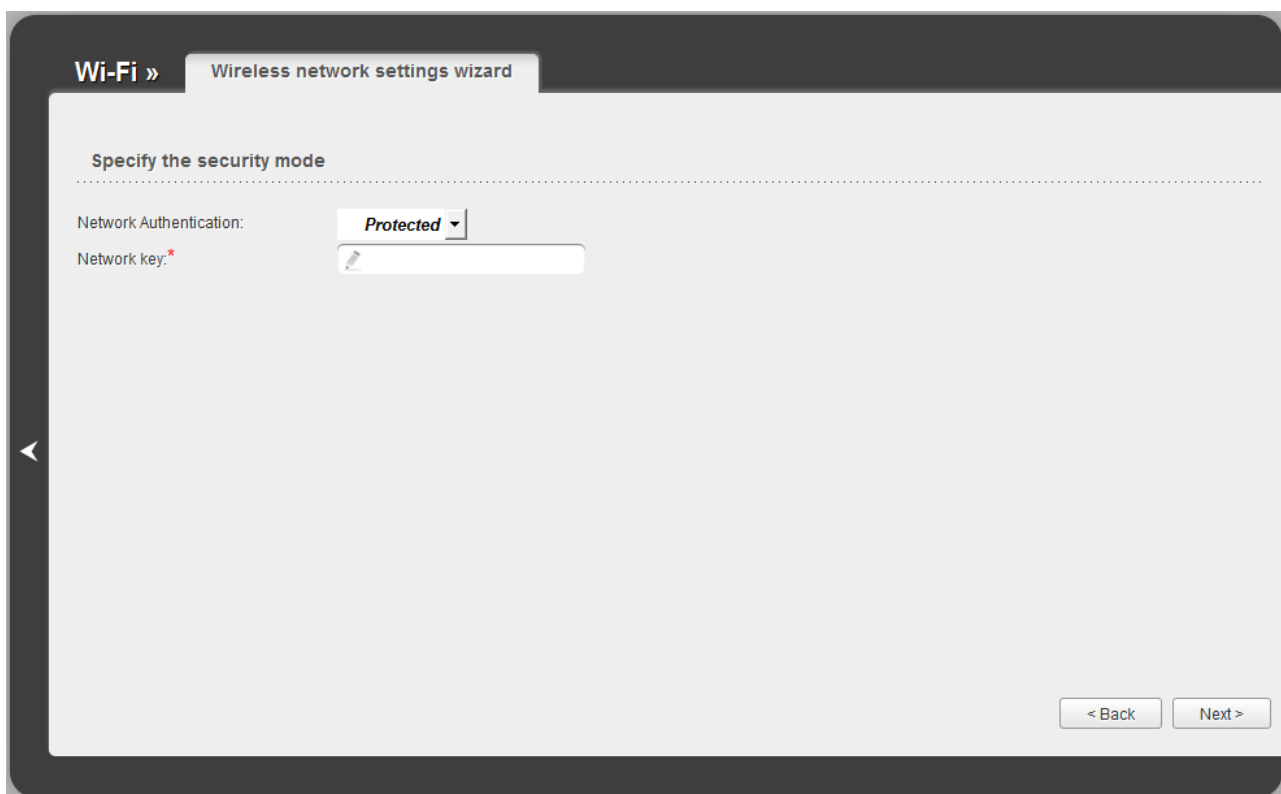 Wi-Fi » Wireless network settings wizard
Specify the security mode
Network Authentication: Protected
Network key:*
< Back Next >